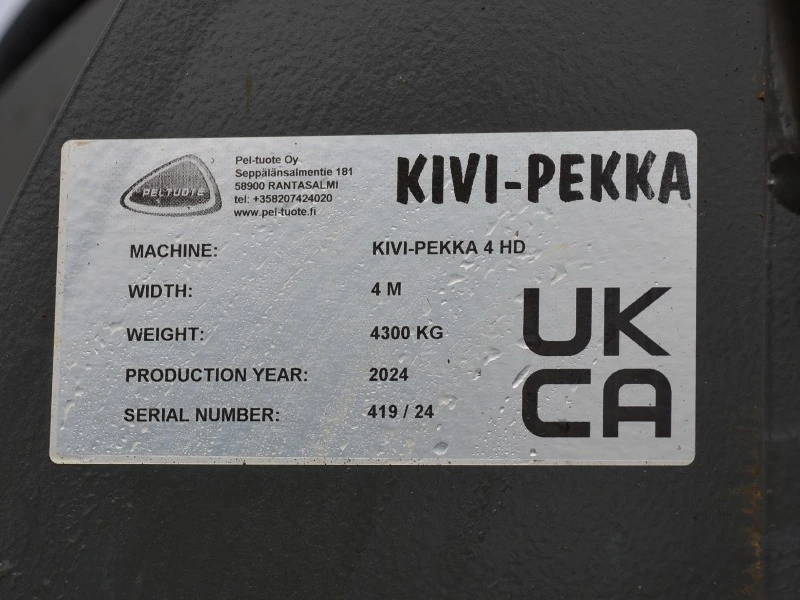 PELTUOTE
Pel-tuote Oy
Seppälänsalmentie 181
58900 RANTASALMI
tel: +358207424020
www.pel-tuote.fi
KIVI-PEKKA
MACHINE: KIVI-PEKKA 4 HD
WIDTH: 4 M
WEIGHT: 4300 KG
PRODUCTION YEAR: 2024
SERIAL NUMBER: 419 / 24
UK
CA